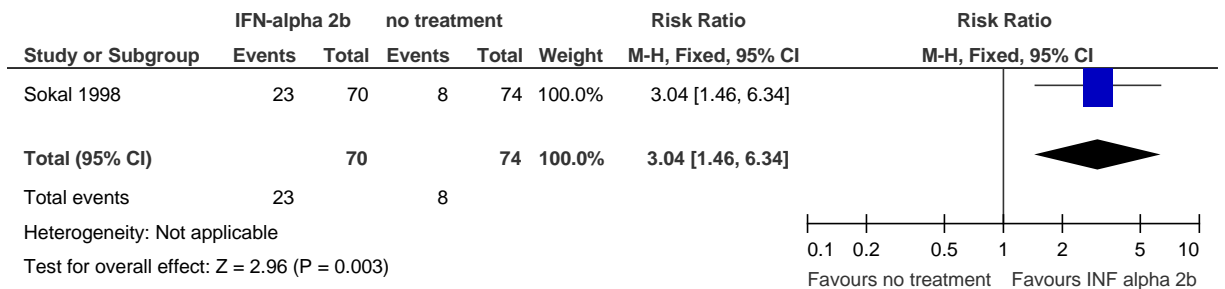 IFN-alpha 2b no treatment Risk Ratio Risk Ratio
Study or Subgroup Events Total Events Total Weight M-H, Fixed, 95% CI M-H, Fixed, 95% CI
Sokal 1998 23 70 8 74 100.0% 3.04 [1.46, 6.34]
Total (95% CI) 70 74 100.0% 3.04 [1.46, 6.34]
Total events 23 8
Heterogeneity: Not applicable
Test for overall effect: Z = 2.96 (P = 0.003)
0.1 0.2 0.5 1 2 5 10
Favours no treatment Favours INF alpha 2b